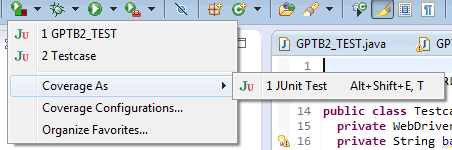 1 GPTB2_TEST
2 Testcase
Coverage As
Coverage Configurations...
Organize Favorites...
1 JUnit Test Alt+Shift+E, T
GPTB2_TEST.java
14
15 public class Testca
private WebDriver
16 private String ba